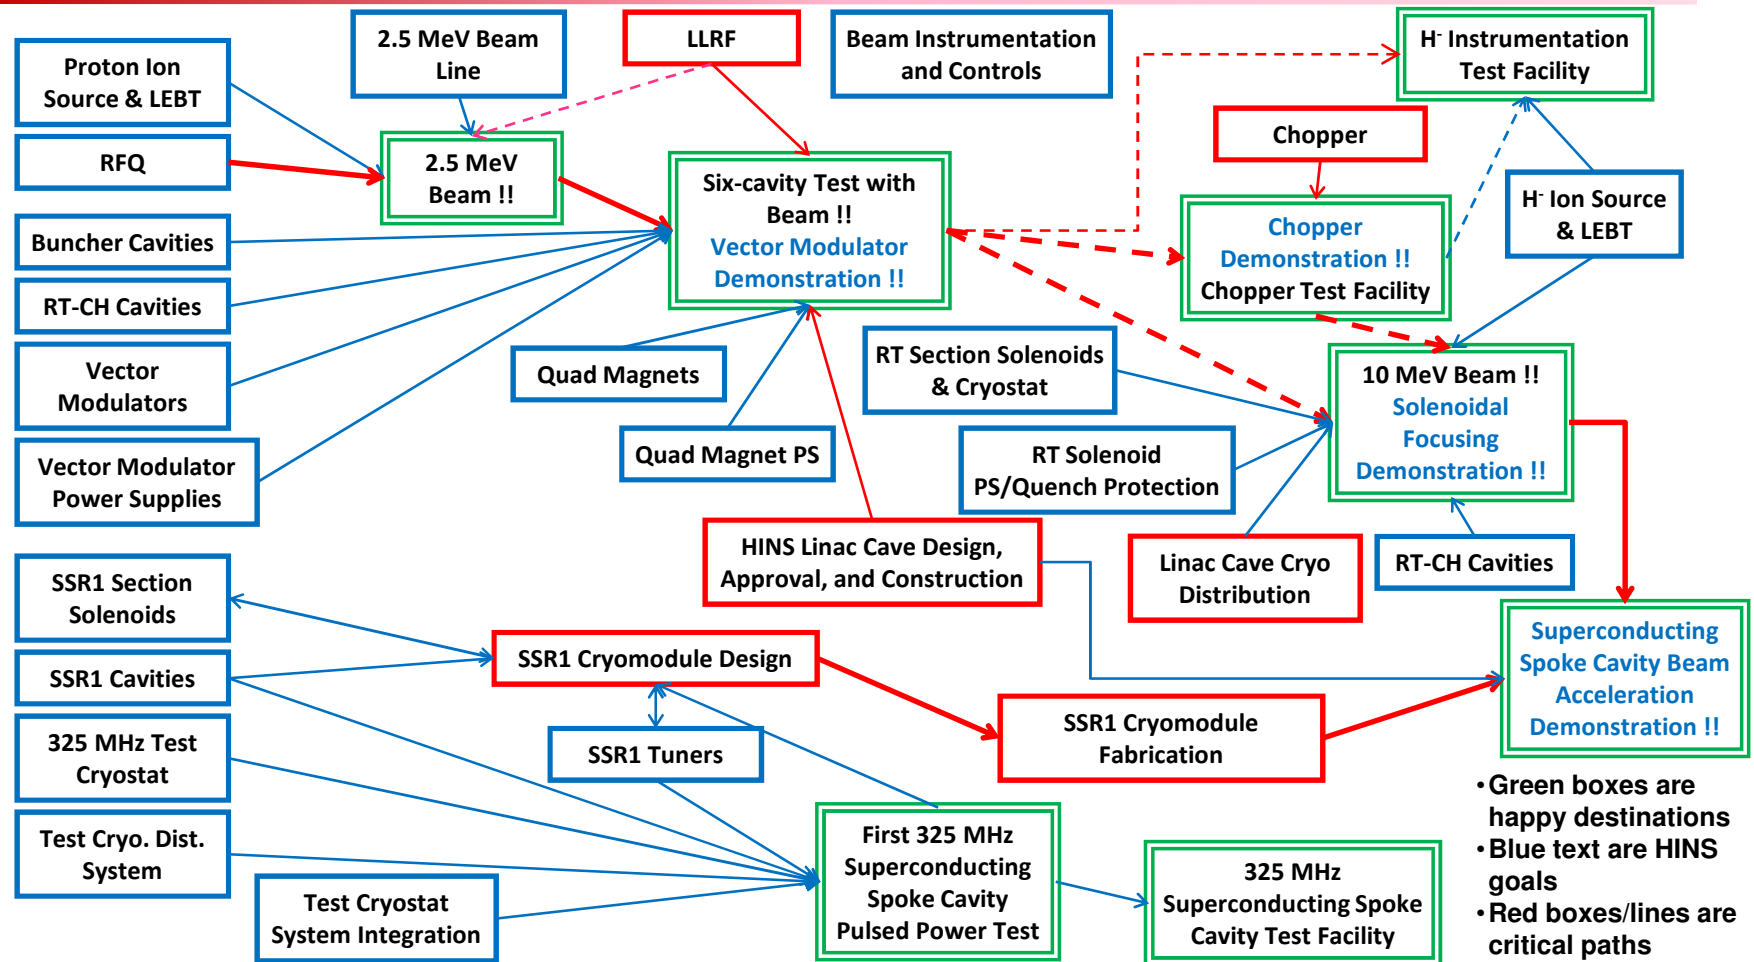 2.5 MeV Beam
Line
LLRF
Beam Instrumentation
and Controls
H- Instrumentation
Test Facility
Proton Ion
Source & LEBT
Chopper
RFQ
2.5 MeV
Beam !!
Six-cavity Test with
Beam !!
Vector Modulator
Demonstration !!
H- Ion Source
& LEBT
Chopper
Demonstration !!
Chopper Test Facility
Buncher Cavities
RT-CH Cavities
Vector
Modulators
Quad Magnets
RT Section Solenoids
& Cryostat
10 MeV Beam !!
Solenoidal
Focusing
Demonstration !!
Vector Modulator
Power Supplies
Quad Magnet PS
RT Solenoid
PS/Quench Protection
HINS Linac Cave Design,
Approval, and Construction
Linac Cave Cryo
Distribution
RT-CH Cavities
SSR1 Section
Solenoids
SSR1 Cryomodule Design
Superconducting
Spoke Cavity Beam
Acceleration
Demonstration !!
SSR1 Cavities
SSR1 Cryomodule
Fabrication
325 MHz Test
Cryostat
SSR1 Tuners
Test Cryo. Dist.
System
First 325 MHz
Superconducting
Spoke Cavity
Pulsed Power Test
Test Cryostat
System Integration
325 MHz
Superconducting Spoke
Cavity Test Facility
•Green boxes are
happy destinations
•Blue text are HINS
goals
•Red boxes/lines are
critical paths